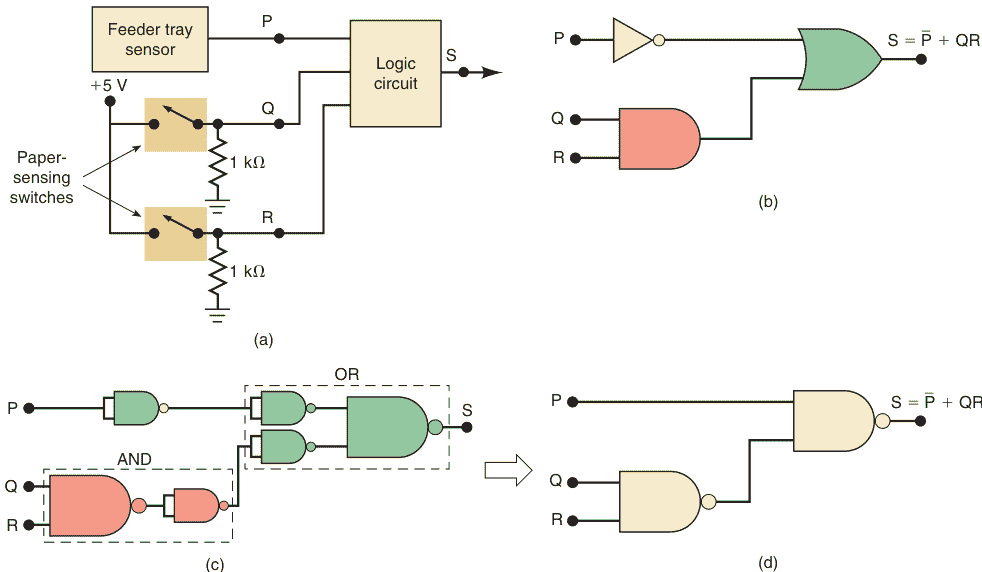 Feeder tray
sensor
P
+5 V
Q
Logic
circuit
S
Paper-
sensing
switches
1 kΩ
R
1 kΩ
(a)
P
S = P̅ + QR
Q
R
(b)
OR
P
S
AND
Q
R
(c)
P
S = P̅ + QR
Q
R
(d)